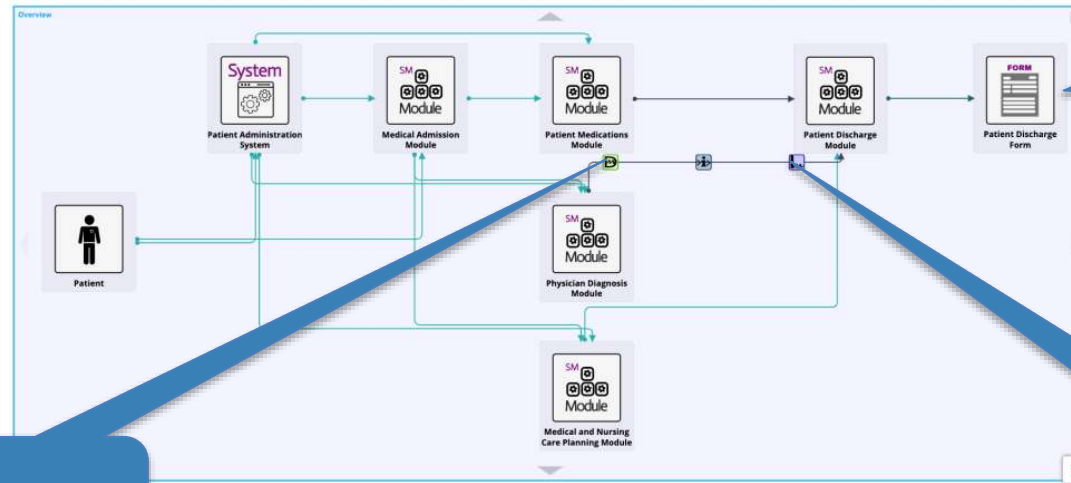 Overview
System
SM
Module
SM
Module
SM
Module
FORM
Patient Administration
System
Medical Admission
Module
Patient Medications
Module
Patient Discharge
Module
Patient Discharge
Form
D
Patient
SM
Module
Physician Diagnosis
Module
SM
Module
Medical and Nursing
Care Planning Module